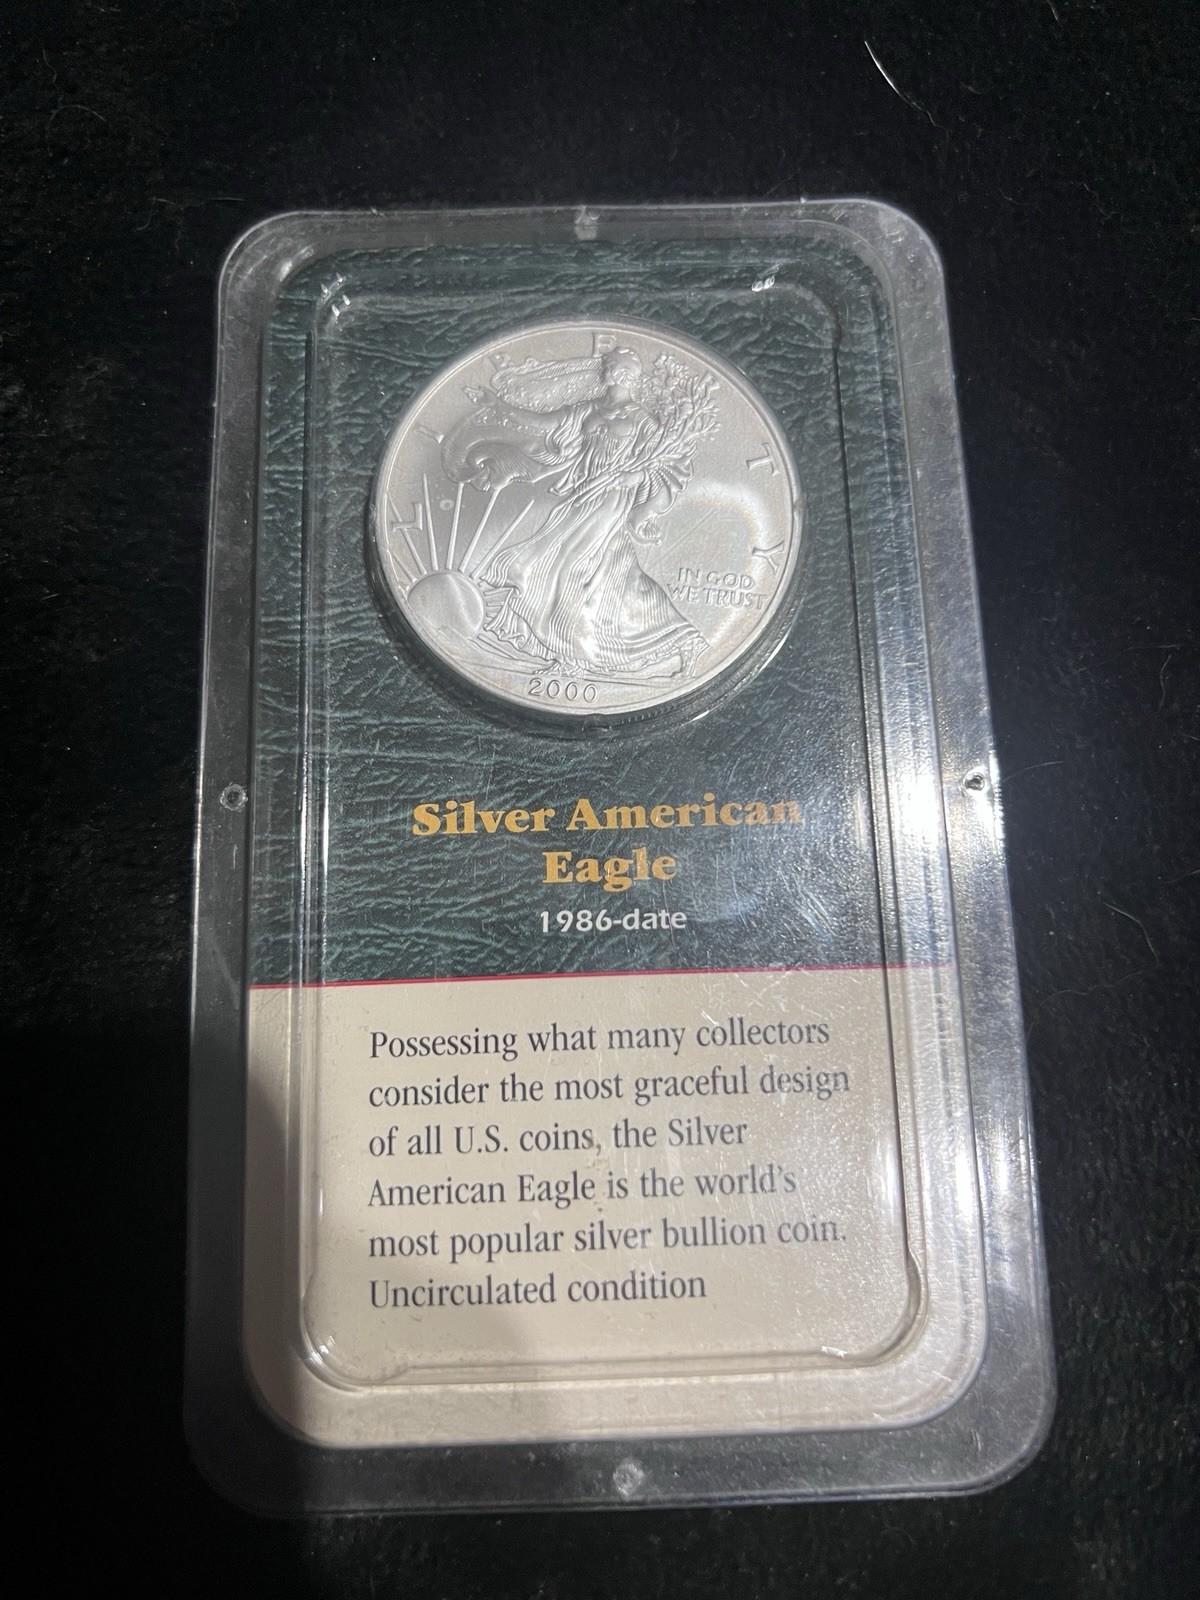 LIBERTY
IN GOD
WE TRUST
2000
Silver American
Eagle
1986-date
Possessing what many collectors
consider the most graceful design
of all U.S. coins, the Silver
American Eagle is the world's
most popular silver bullion coin.
Uncirculated condition